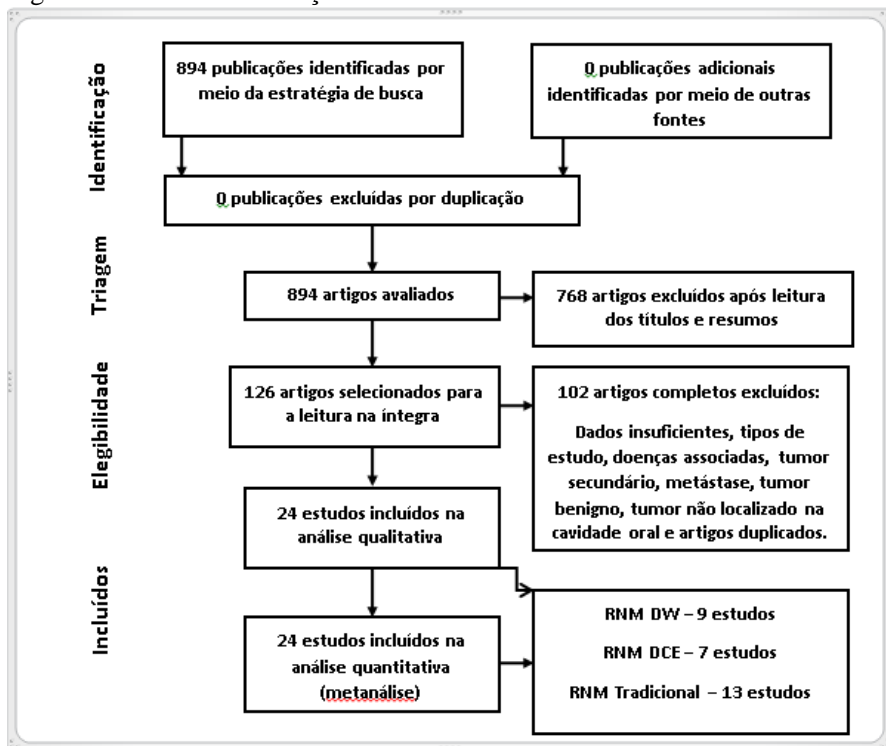 Identificação
894 publicações identificadas por
meio da estratégia de busca
0 publicações adicionais
identificadas por meio de outras
fontes
0 publicações excluídas por duplicação
Triagem
894 artigos avaliados
768 artigos excluídos após leitura
dos títulos e resumos
Elegibilidade
126 artigos selecionados para
a leitura na íntegra
102 artigos completos excluídos:
Dados insuficientes, tipos de
estudo, doenças associadas, tumor
secundário, metástase, tumor
benigno, tumor não localizado na
cavidade oral e artigos duplicados.
24 estudos incluídos na
análise qualitativa
Incluídos
24 estudos incluídos na
análise quantitativa
(metanálise)
RNM DW – 9 estudos
RNM DCE – 7 estudos
RNM Tradicional – 13 estudos